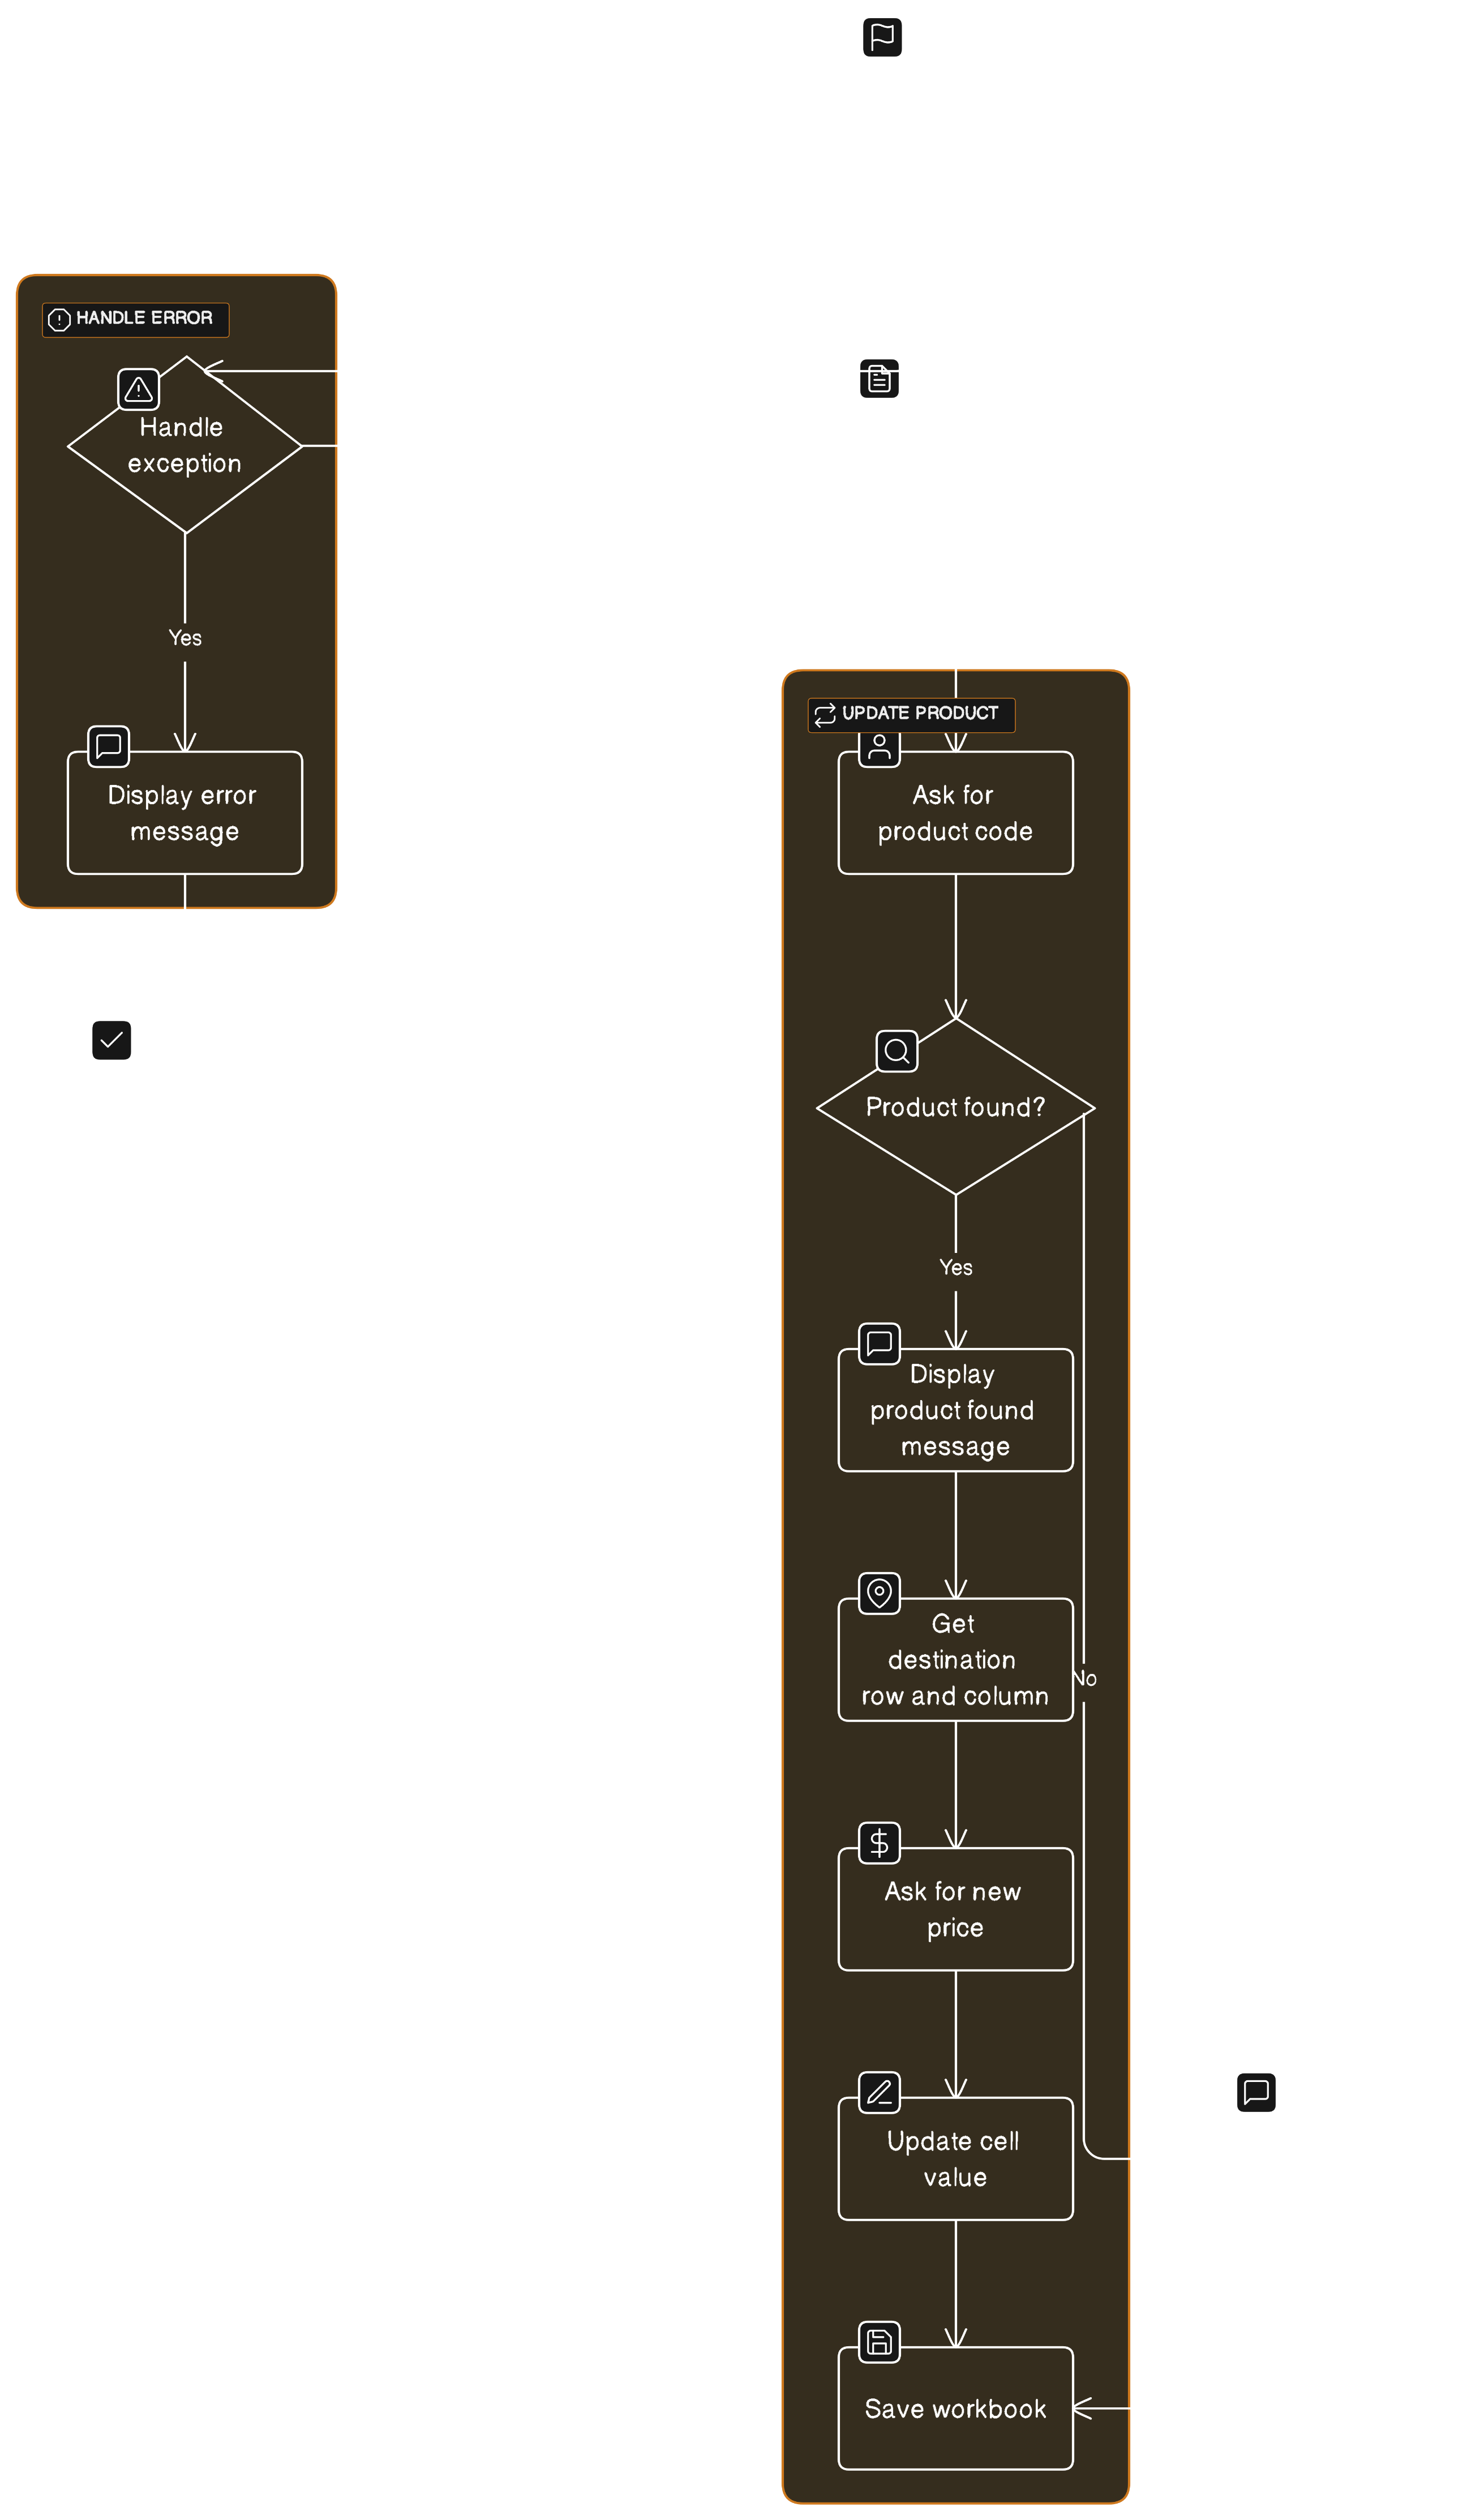 HANDLE ERROR
Handle
exception
Yes
Display error
message
UPDATE PRODUCT
Ask for
product code
Product found?
Yes
Display
product found
message
Get
destination
row and column
No
Ask for new
price
Update cell
value
Save workbook